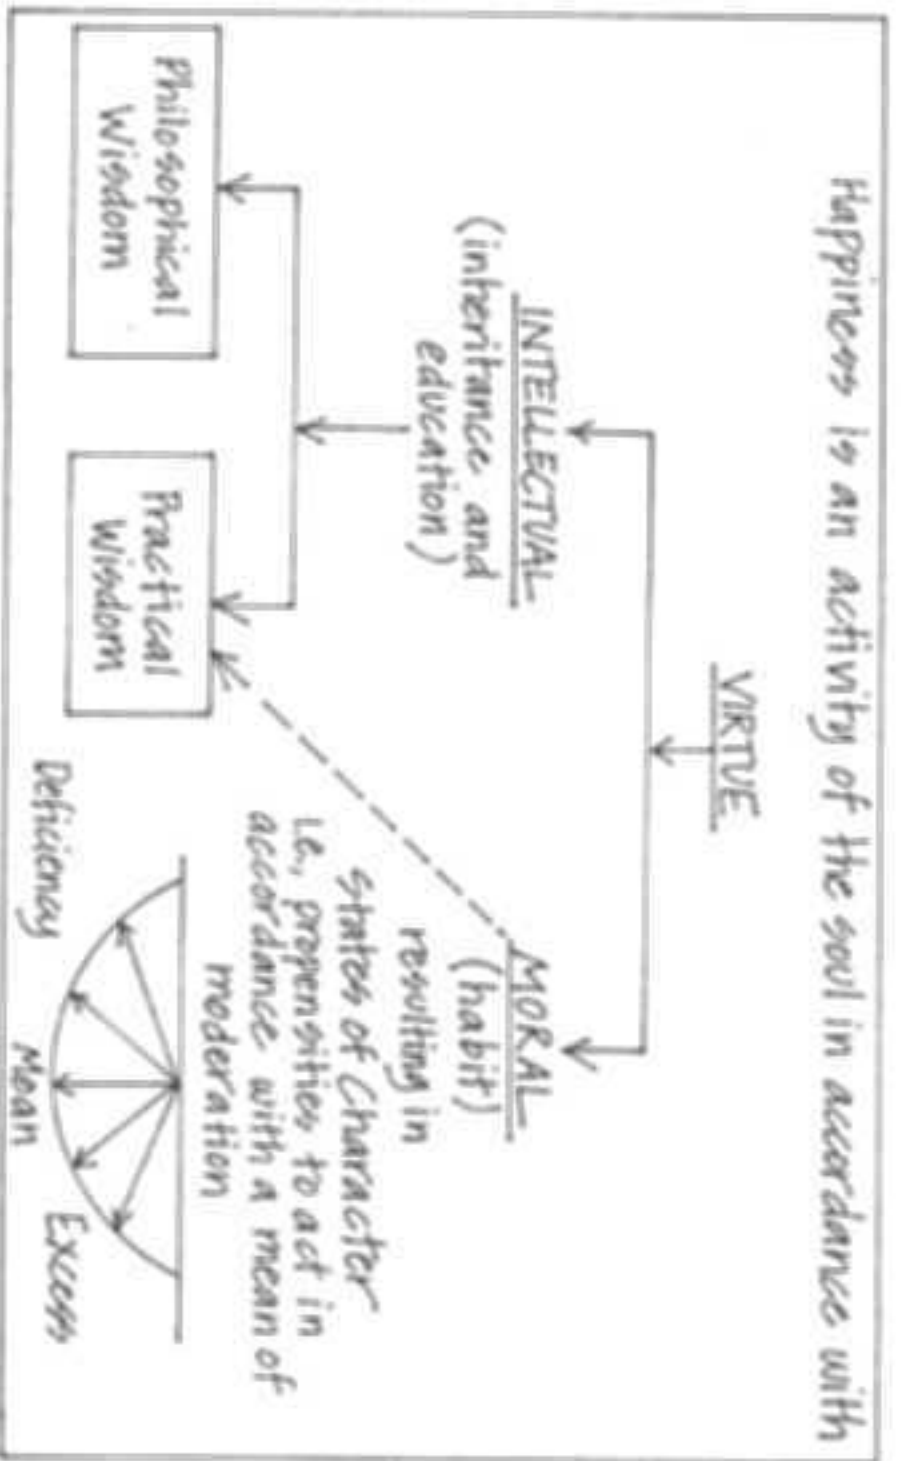 Happiness is an activity of the soul in accordance with
VIRTUE
INTELLECTUAL
(inheritance and
education)
MORAL
(habit)
resulting in
States of Character
i.e., propensities to act in
accordance with a mean of
moderation
Philosophical
Wisdom
Practical
Wisdom
Deficiency
Mean
Excess